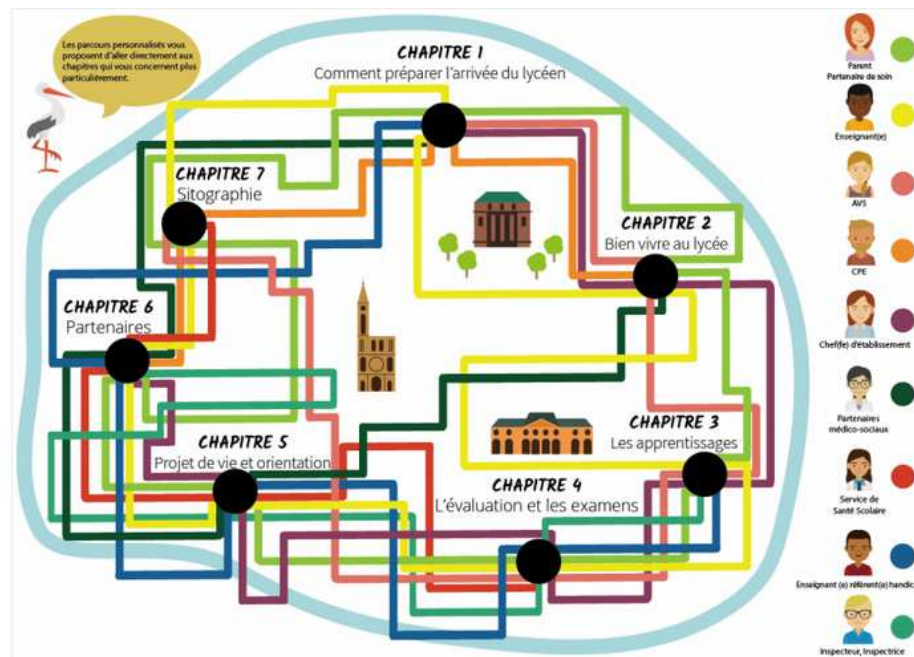 Les parcours personnalisés vous
proposent d'aller directement aux
chapitres qui vous concernent plus
particulièrement.
CHAPITRE 1
Comment préparer l'arrivée du lycéen
CHAPITRE 7
Sitographie
CHAPITRE 2
Bien vivre au lycée
CHAPITRE 6
Partenaires
CHAPITRE 3
Les apprentissages
CHAPITRE 5
Projet de vie et orientation
CHAPITRE 4
L'évaluation et les examens
Parent
Partenaire de soin
Enseignant(e)
AVS
CPE
Chef(fe) d'établissement
Partenaires
médico-sociaux
Service de
Santé Scolaire
Enseignant (e) référent(e) handic
Inspecteur, Inspectrice